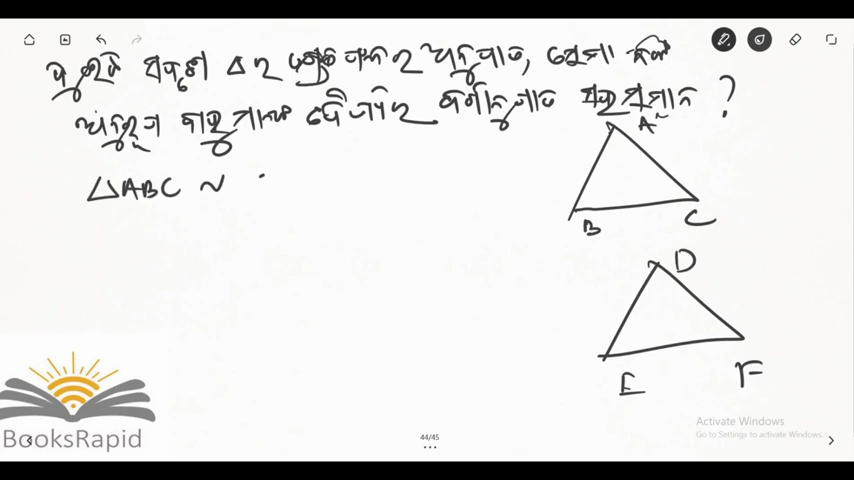 ଦୁଇଟି ସଦୃଶ Δ ର କ୍ଷେତ୍ରଫଳର ଅନୁପାତ, ସେମାନଙ୍କ
ଅନୁରୂପ ବାହୁମାନଙ୍କ ଦୈର୍ଘ୍ୟର ବର୍ଗାନୁପାତ ସହ ସମାନ ?
△ABC ~
A
B
C
D
E
F
BooksRapid
Activate Windows
Go to Settings to activate Windows.
44/45